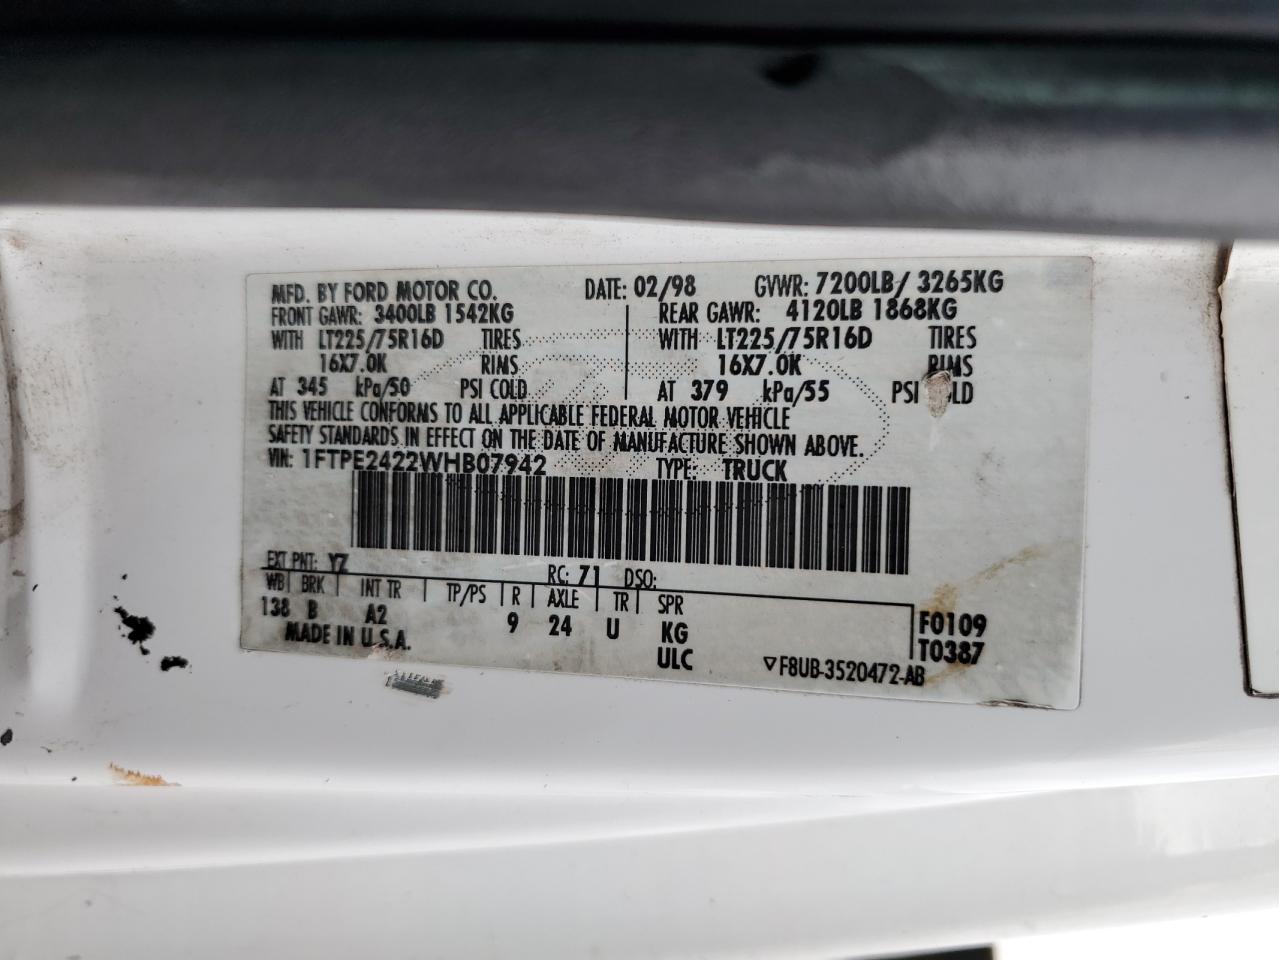 MFD. BY FORD MOTOR CO. DATE: 02/98 GVWR: 7200LB/ 3265KG
FRONT GAWR: 3400LB 1542KG REAR GAWR: 4120LB 1868KG
WITH LT225/75R16D TIRES WITH LT225/75R16D TIRES
16X7.0K RIMS 16X7.0K RIMS
AT 345 kPa/50 PSI COLD AT 379 kPa/55 PSI
THIS VEHICLE CONFORMS TO ALL APPLICABLE FEDERAL MOTOR VEHICLE
SAFETY STANDARDS IN EFFECT ON THE DATE OF MANUFACTURE SHOWN ABOVE.
VIN: 1FTPE2422WHB07942 TYPE: TRUCK
EXT PNT: YZ RC: 71 DSO:
WB BRK INT TR TP/PS R AXLE TR SPR
138 B A2 9 24 U KG F0109
MADE IN U.S.A. ULC T0387
▽F8UB-3520472-AB